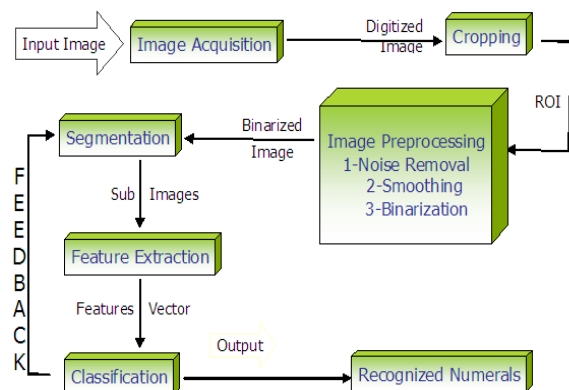 Input Image
Image Acquisition
Digitized
Image
Cropping
ROI
Image Preprocessing
1-Noise Removal
2-Smoothing
3-Binarization
Binarized
Image
Segmentation
Sub Images
Feature Extraction
Features Vector
Classification
FEEDBACK
Output
Recognized Numerals